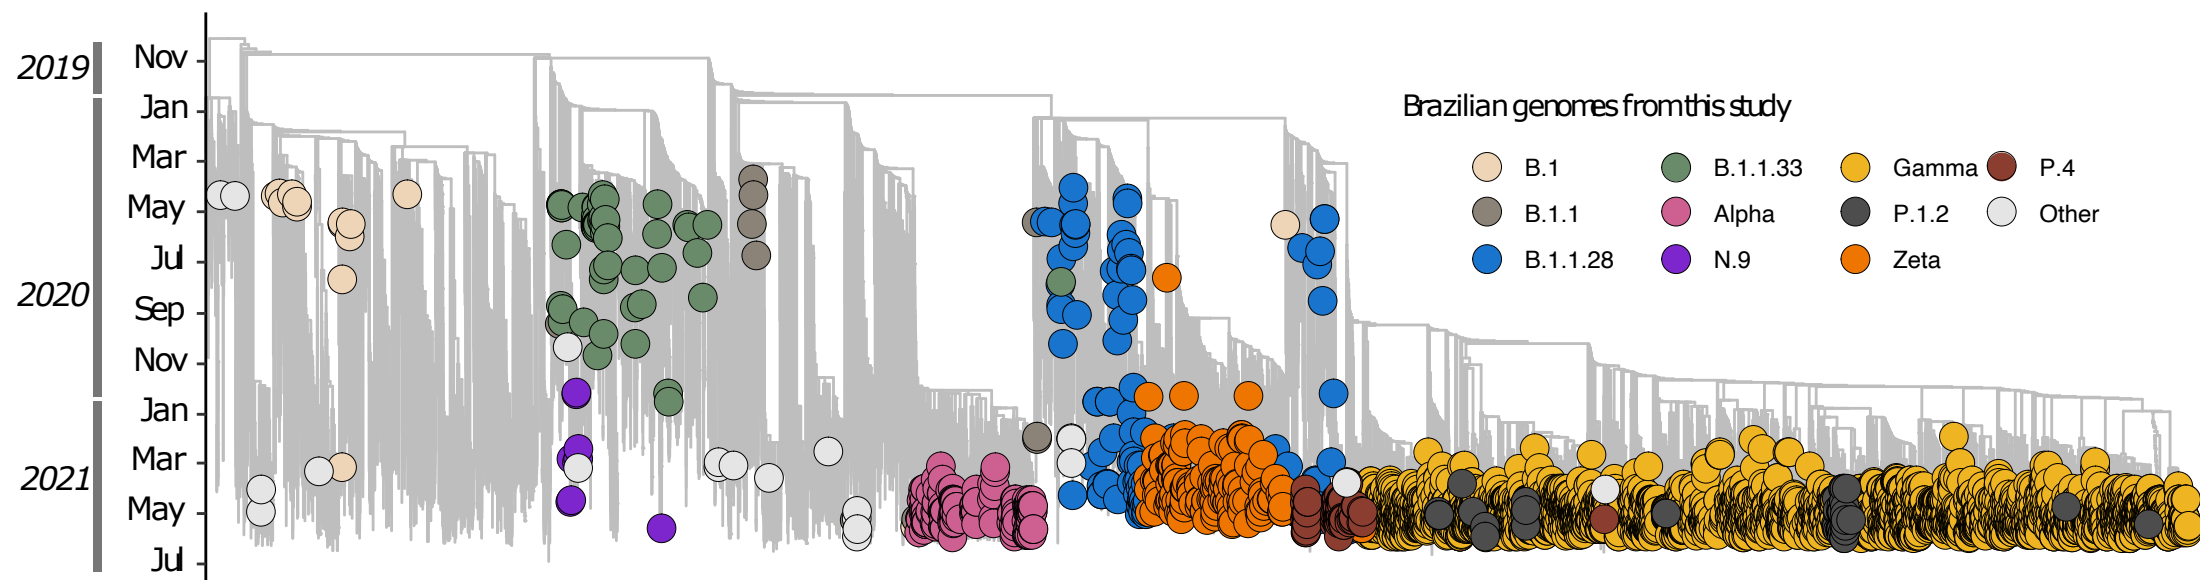 2019
2020
2021
Nov
Jan
Mar
May
Jul
Sep
Nov
Jan
Mar
May
Jul
Brazilian genomes from this study
B.1
B.1.1
B.1.1.28
B.1.1.33
Alpha
N.9
Gamma
P.1.2
Zeta
P.4
Other